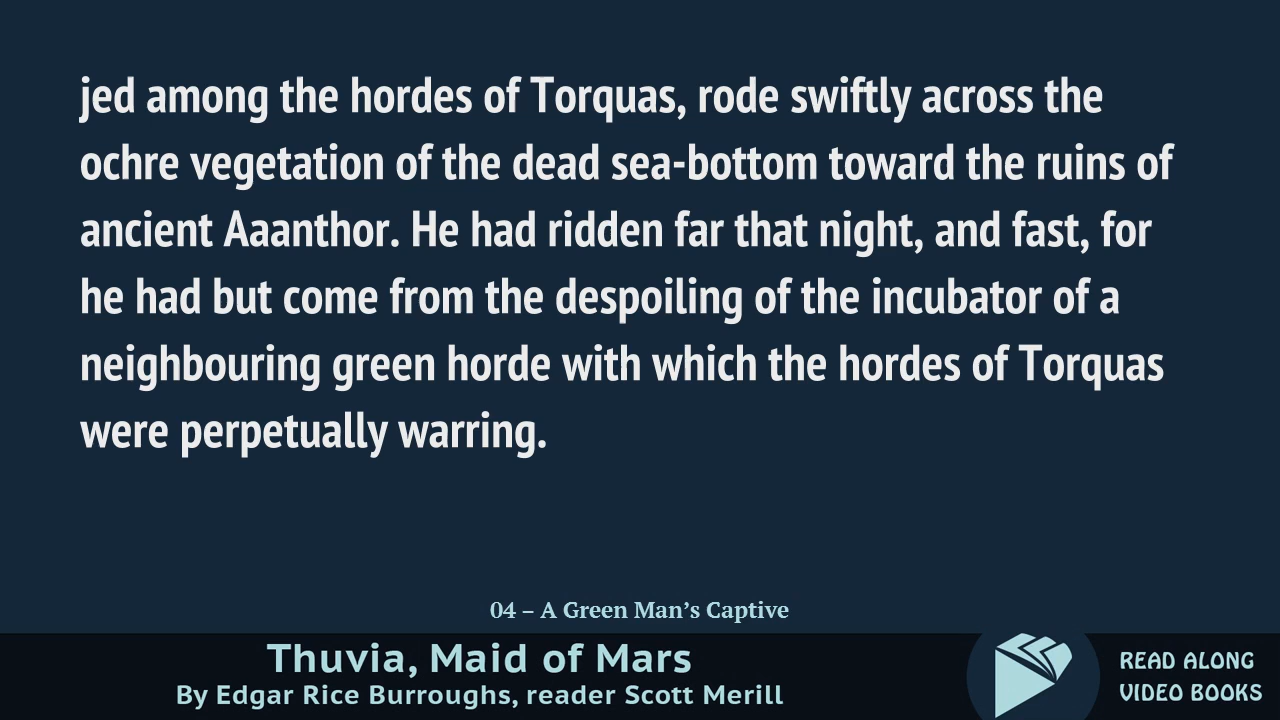 jed among the hordes of Torquas, rode swiftly across the
ochre vegetation of the dead sea-bottom toward the ruins of
ancient Aaanthor. He had ridden far that night, and fast, for
he had but come from the despoiling of the incubator of a
neighbouring green horde with which the hordes of Torquas
were perpetually warring.
04 – A Green Man’s Captive
Thuvia, Maid of Mars
By Edgar Rice Burroughs, reader Scott Merill
READ ALONG
VIDEO BOOKS